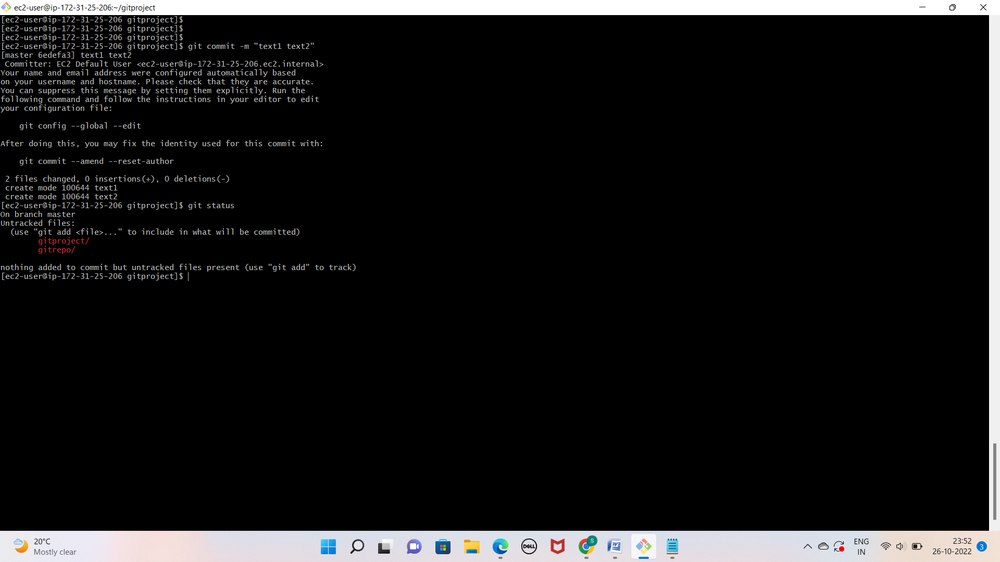 ec2-user@ip-172-31-25-206:~/gitproject
[ec2-user@ip-172-31-25-206 gitproject]$
[ec2-user@ip-172-31-25-206 gitproject]$
[ec2-user@ip-172-31-25-206 gitproject]$
[ec2-user@ip-172-31-25-206 gitproject]$ git commit -m "text1 text2"
[master 6edefa3] text1 text2
 Committer: EC2 Default User <ec2-user@ip-172-31-25-206.ec2.internal>
Your name and email address were configured automatically based
on your username and hostname. Please check that they are accurate.
You can suppress this message by setting them explicitly. Run the
following command and follow the instructions in your editor to edit
your configuration file:

    git config --global --edit

After doing this, you may fix the identity used for this commit with:

    git commit --amend --reset-author

 2 files changed, 0 insertions(+), 0 deletions(-)
 create mode 100644 text1
 create mode 100644 text2
[ec2-user@ip-172-31-25-206 gitproject]$ git status
On branch master
Untracked files:
  (use "git add <file>..." to include in what will be committed)
        gitproject/
        gitrepo/

nothing added to commit but untracked files present (use "git add" to track)
[ec2-user@ip-172-31-25-206 gitproject]$
20°C
Mostly clear
DELL
S
W
ENG
IN
23:52
26-10-2022
3